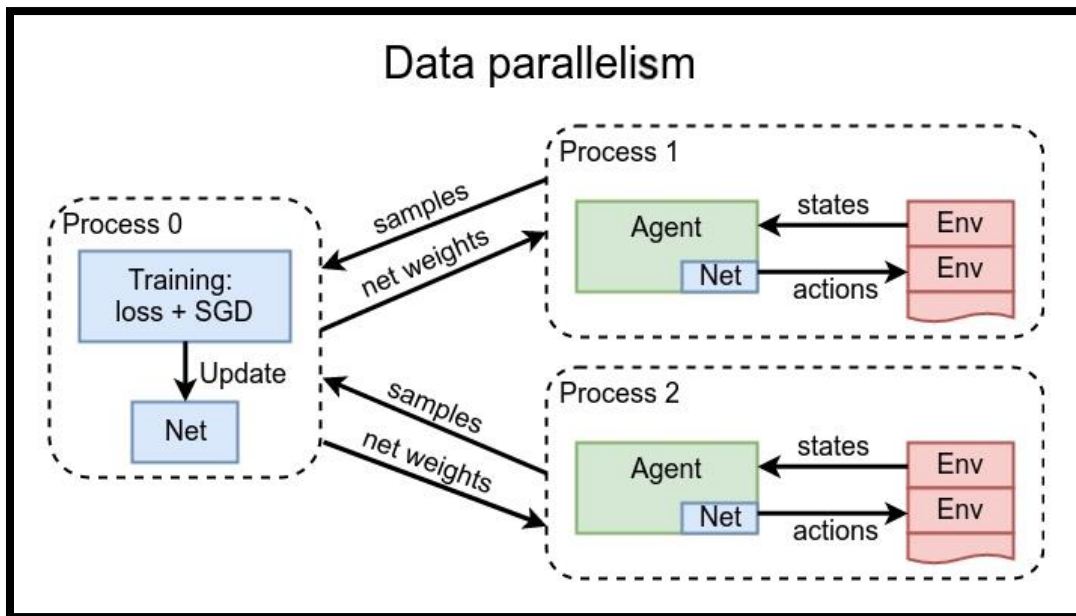 Data parallelism
Process 0
Training:
loss + SGD
Update
Net
samples
net weights
samples
net weights
Process 1
Agent
Net
states
actions
Env
Env
Process 2
Agent
Net
states
actions
Env
Env